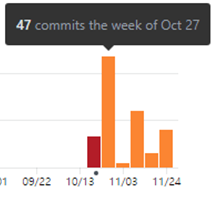 47 commits the week of Oct 27
01 09/22 10/13 11/03 11/24